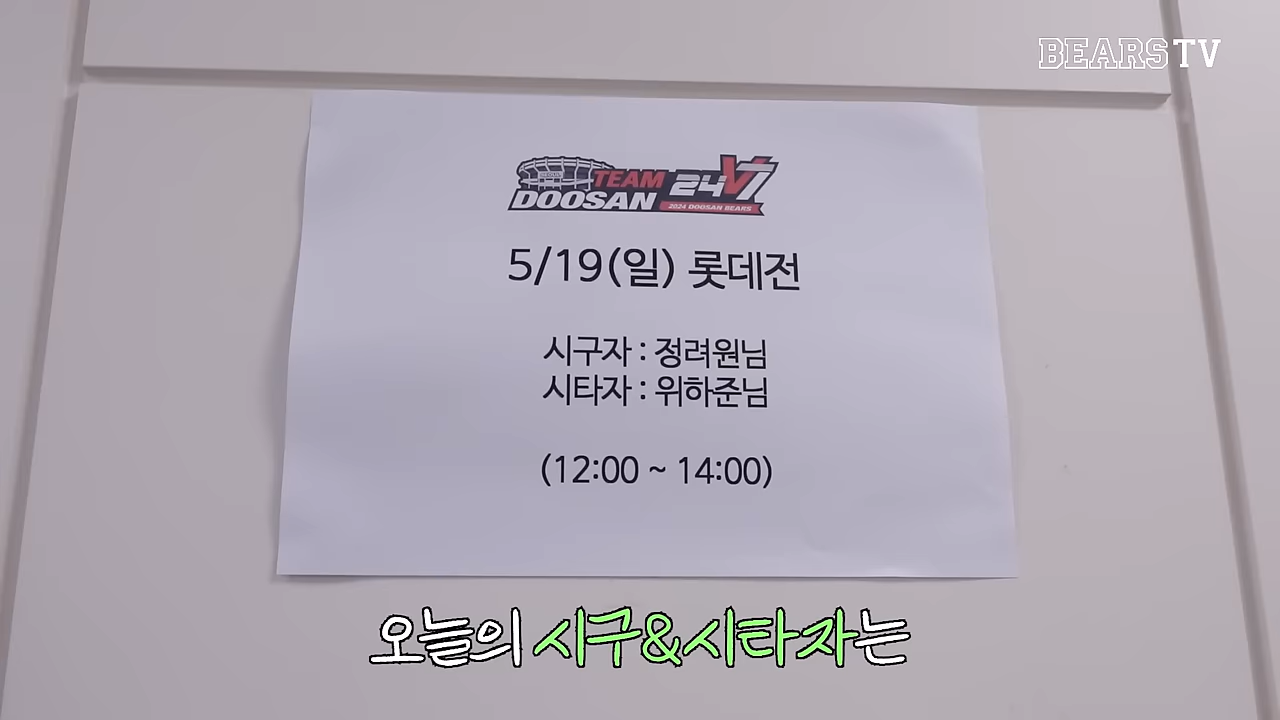 BEARS TV
TEAM DOOSAN 24 V7
2024 DOOSAN BEARS
5/19(일) 롯데전
시구자 : 정려원님
시타자 : 위하준님
(12:00 ~ 14:00)
오늘의 시구&시타자는